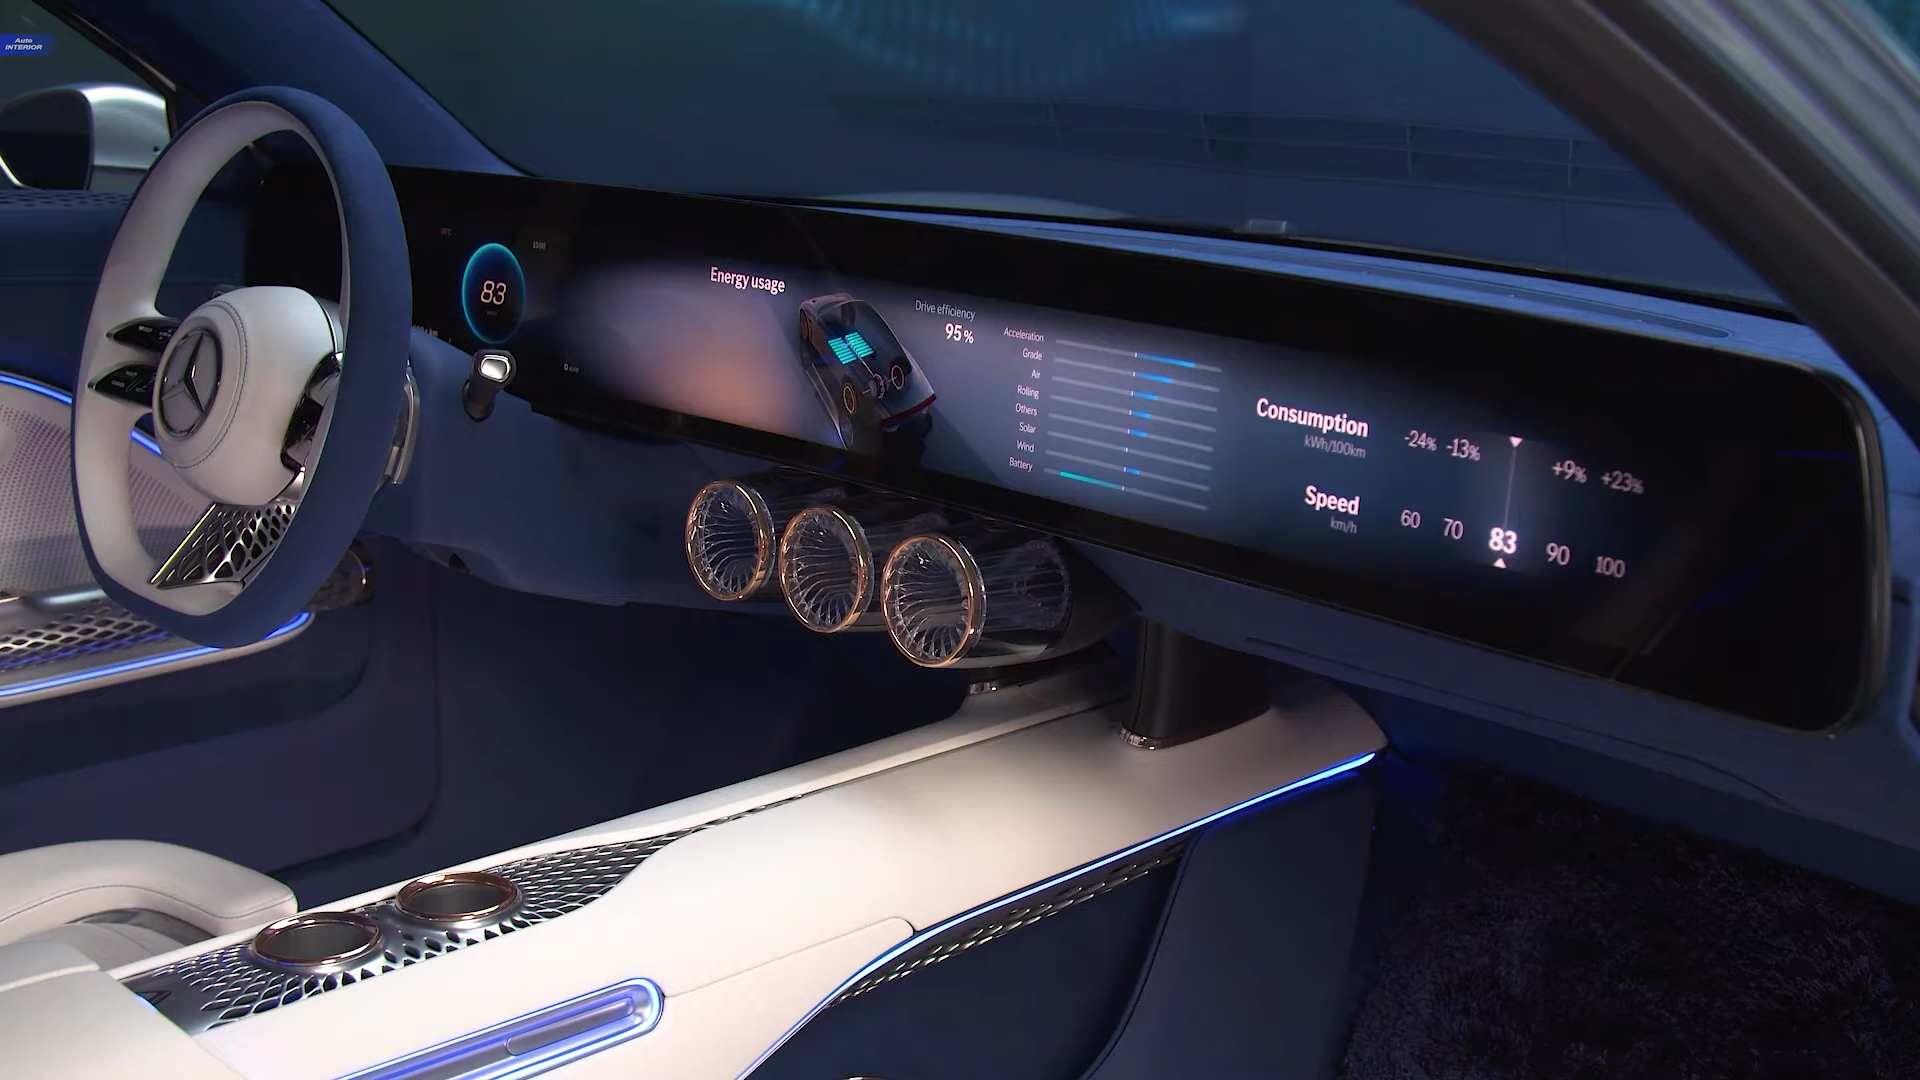 Auto
INTERIOR
83
Energy usage
Drive efficiency
95 %
Acceleration
Grade
Air
Rolling
Others
Solar
Wind
Battery
Consumption
kWh/100km
-24% -13% +9% +23%
Speed
km/h
60 70 83 90 100